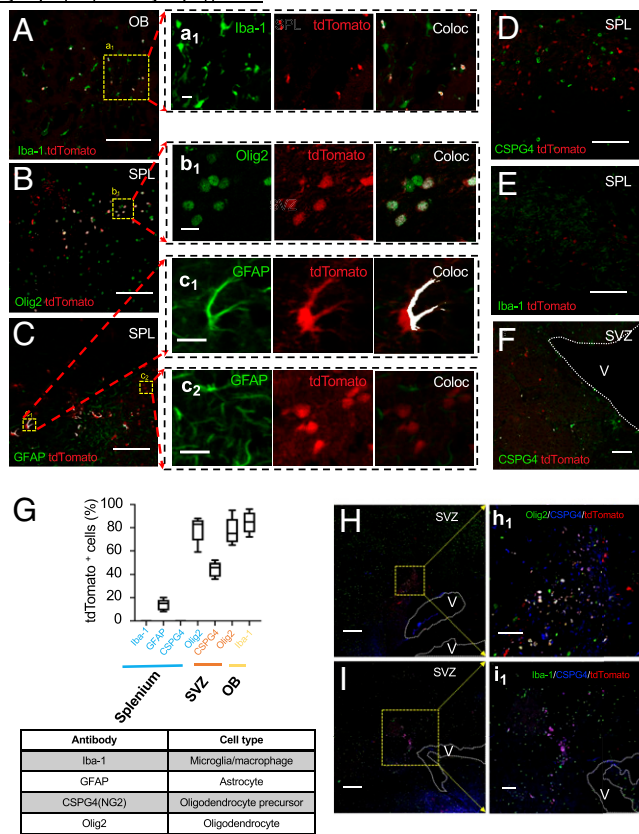 A
OB
a1
Iba-1 tdTomato
a1
Iba-1
SPL
tdTomato
Coloc
D
SPL
CSPG4 tdTomato
B
SPL
b1
Olig2 tdTomato
b1
Olig2
tdTomato
SVZ
Coloc
E
SPL
Iba-1 tdTomato
C
SPL
c1
c2
GFAP tdTomato
c1
GFAP
tdTomato
Coloc
c2
GFAP
tdTomato
Coloc
F
SVZ
V
CSPG4 tdTomato
G
tdTomato + cells (%)
100
80
60
40
20
0
Iba-1
GFAP
CSPG4
Olig2
CSPG4
Olig2
Iba-1
Splenium
SVZ
OB
Antibody Cell type
Iba-1 Microglia/macrophage
GFAP Astrocyte
CSPG4(NG2) Oligodendrocyte precursor
Olig2 Oligodendrocyte
H
SVZ
V
V
h1
Olig2/CSPG4/tdTomato
I
SVZ
V
i1
Iba-1/CSPG4/tdTomato
V